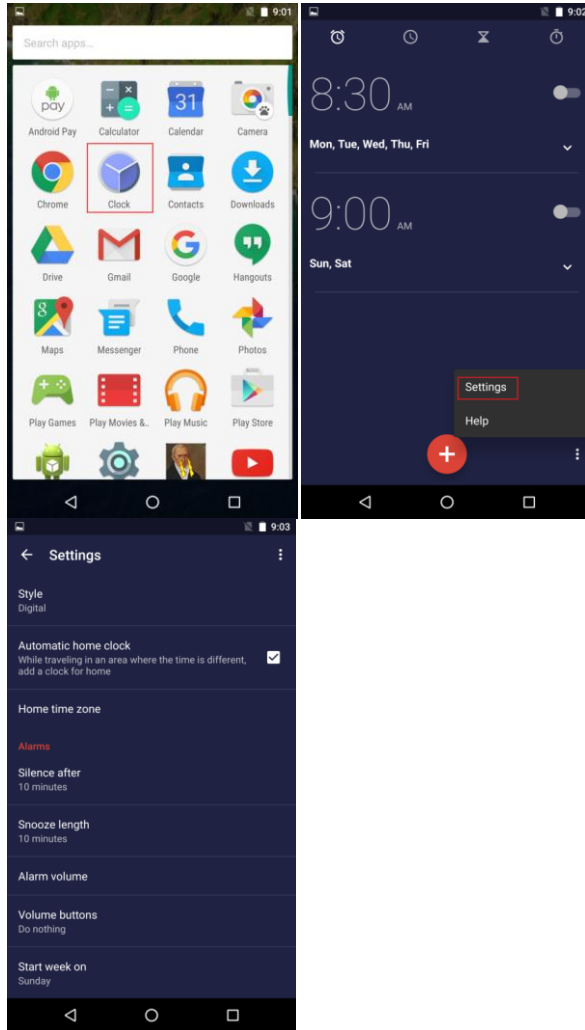 9:01
Search apps...
pay
31
Android Pay Calculator Calendar Camera
Chrome Clock Contacts Downloads
Drive Gmail Google Hangouts
Maps Messenger Phone Photos
Play Games Play Movies &.. Play Music Play Store
9:02
8:30 AM
Mon, Tue, Wed, Thu, Fri
9:00 AM
Sun, Sat
Settings
Help
9:03
Settings
Style
Digital
Automatic home clock
While traveling in an area where the time is different,
add a clock for home
Home time zone
Alarms
Silence after
10 minutes
Snooze length
10 minutes
Alarm volume
Volume buttons
Do nothing
Start week on
Sunday